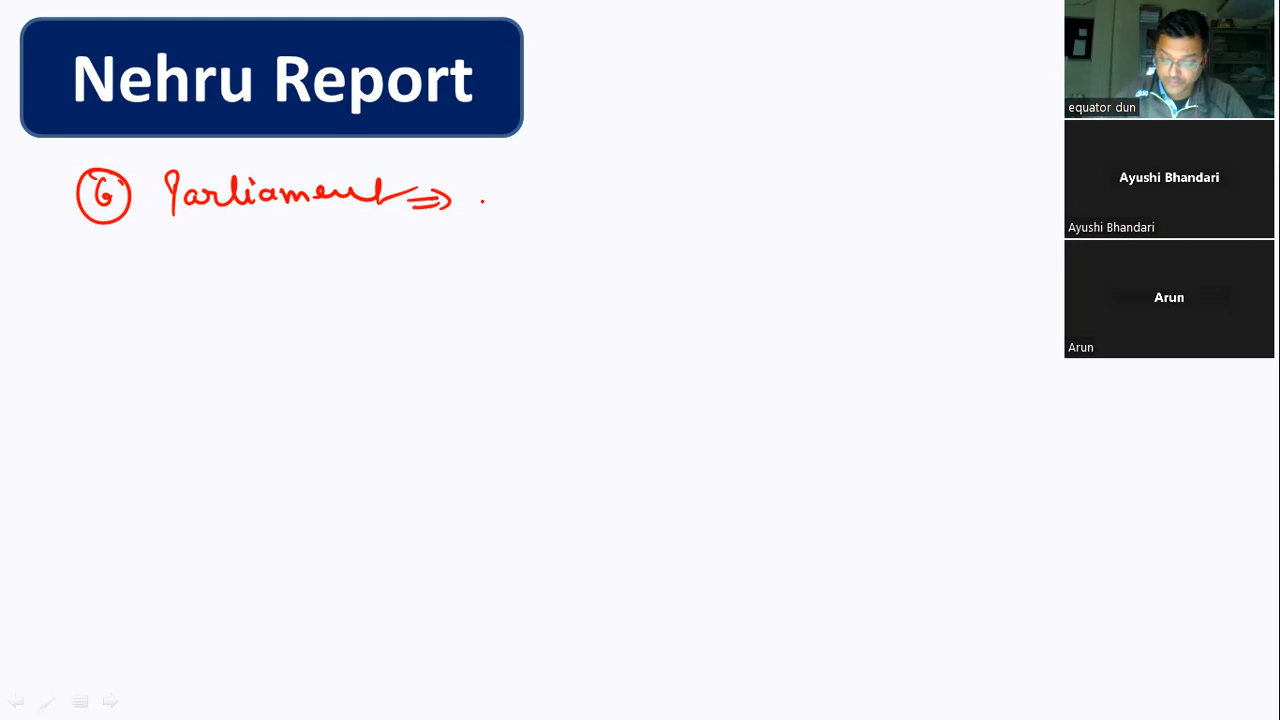 Nehru Report
6 Parliament ⇒
equator dun
Ayushi Bhandari
Ayushi Bhandari
Arun
Arun